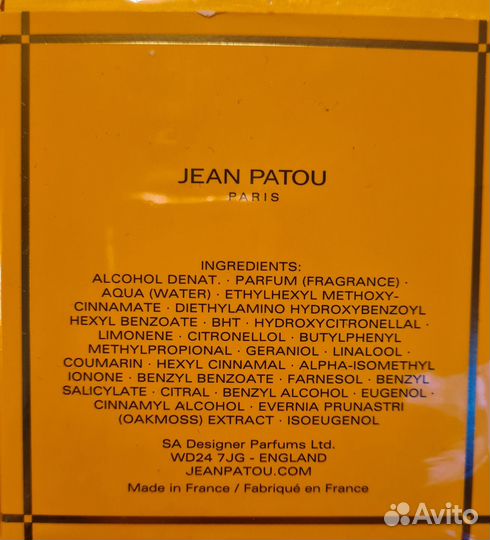 JEAN PATOU
PARIS
INGREDIENTS:
ALCOHOL DENAT. · PARFUM (FRAGRANCE) ·
AQUA (WATER) · ETHYLHEXYL METHOXY-
CINNAMATE · DIETHYLAMINO HYDROXYBENZOYL
HEXYL BENZOATE · BHT · HYDROXYCITRONELLAL ·
LIMONENE · CITRONELLOL · BUTYLPHENYL
METHYLPROPIONAL · GERANIOL · LINALOOL ·
COUMARIN · HEXYL CINNAMAL · ALPHA-ISOMETHYL
IONONE · BENZYL BENZOATE · FARNESOL · BENZYL
SALICYLATE · CITRAL · BENZYL ALCOHOL · EUGENOL ·
CINNAMYL ALCOHOL · EVERNIA PRUNASTRI
(OAKMOSS) EXTRACT · ISOEUGENOL
SA Designer Parfums Ltd.
WD24 7JG - ENGLAND
JEANPATOU.COM
Made in France / Fabriqué en France
Avito